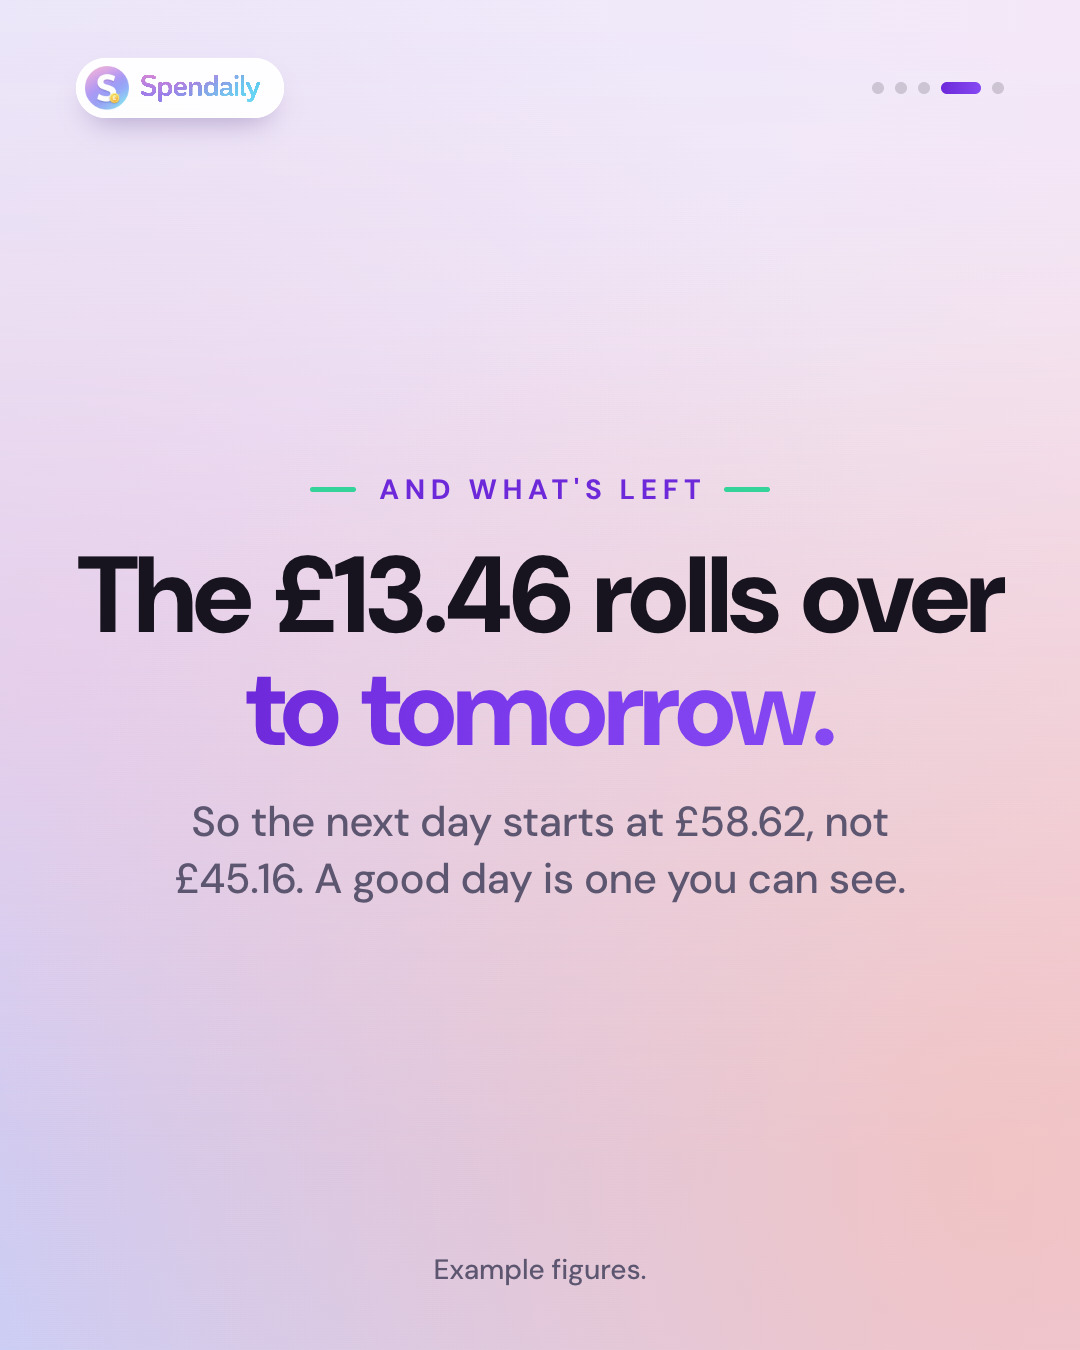 Spendaily
AND WHAT'S LEFT
The £13.46 rolls over
to tomorrow.
So the next day starts at £58.62, not
£45.16. A good day is one you can see.
Example figures.